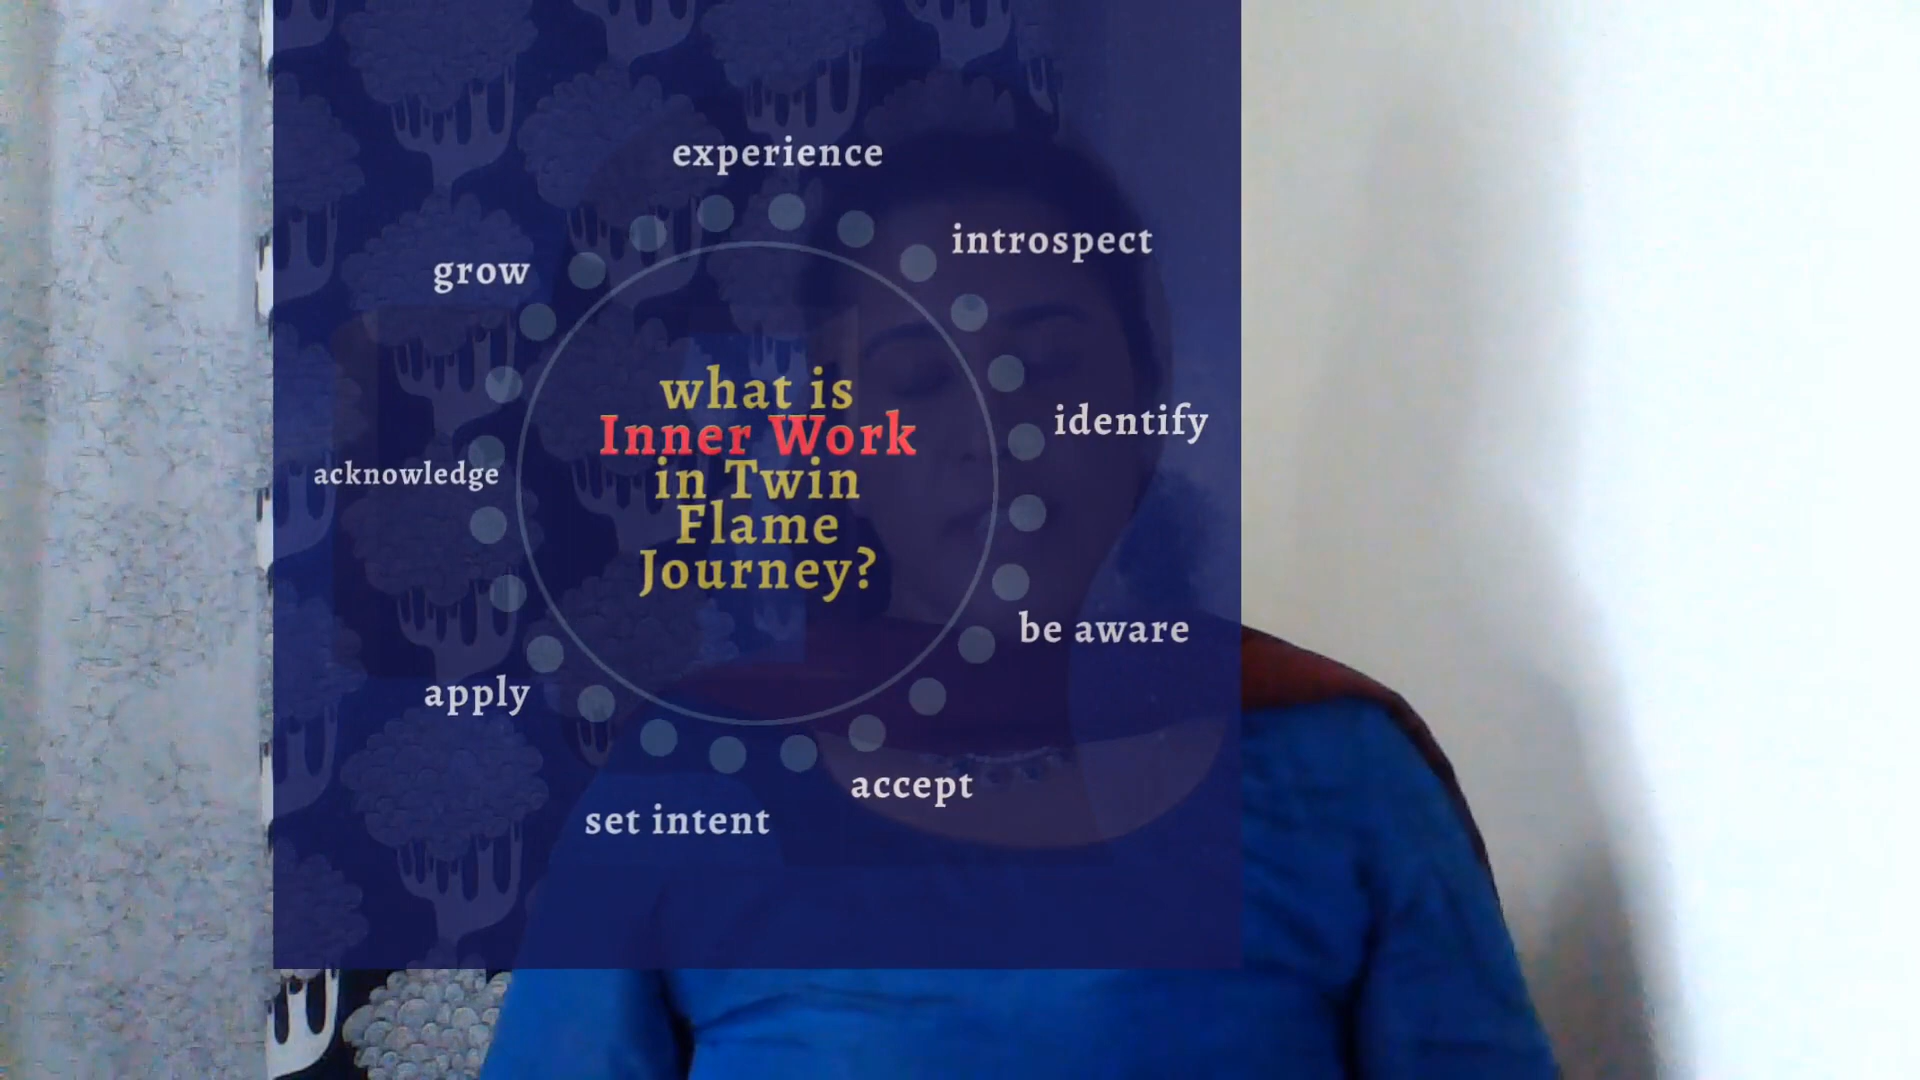 experience
introspect
grow
what is
Inner Work
in Twin
Flame
Journey?
identify
acknowledge
be aware
apply
accept
set intent